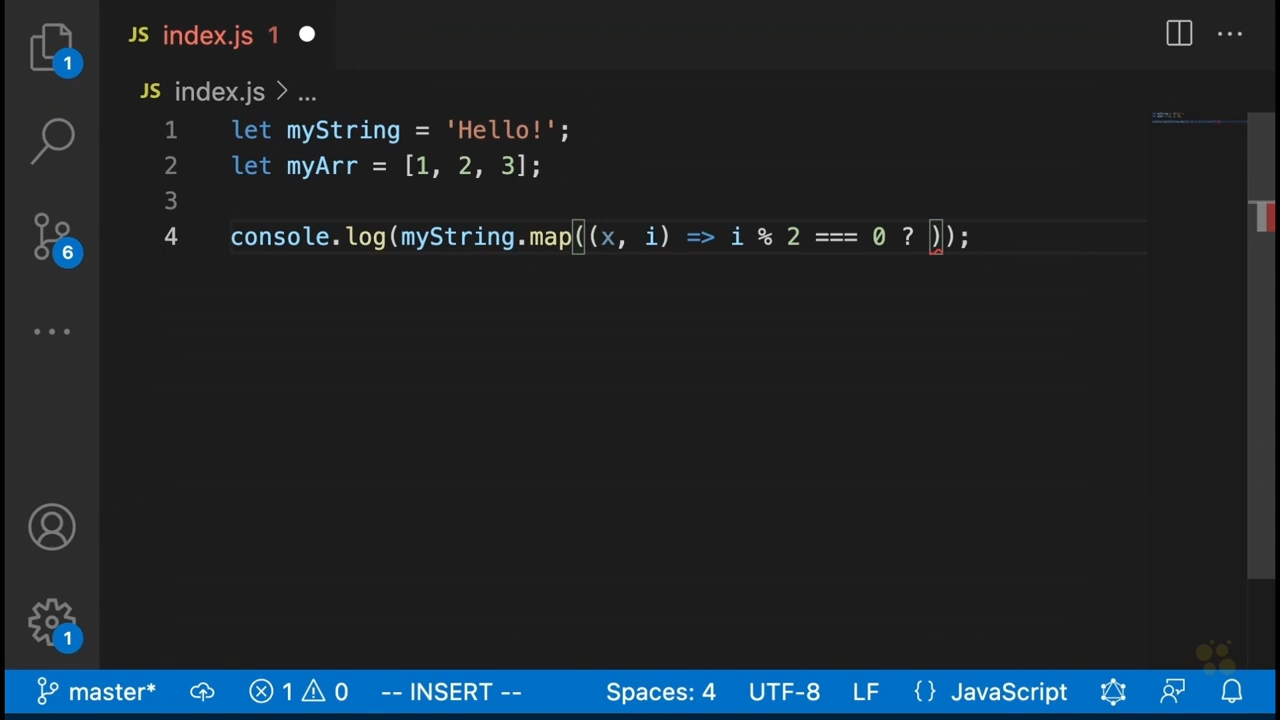 JS index.js 1
JS index.js > ...
1 let myString = 'Hello!';
2 let myArr = [1, 2, 3];
3
4 console.log(myString.map((x, i) => i % 2 === 0 ? ));
1
6
1
master* 1 0 -- INSERT -- Spaces: 4 UTF-8 LF {} JavaScript